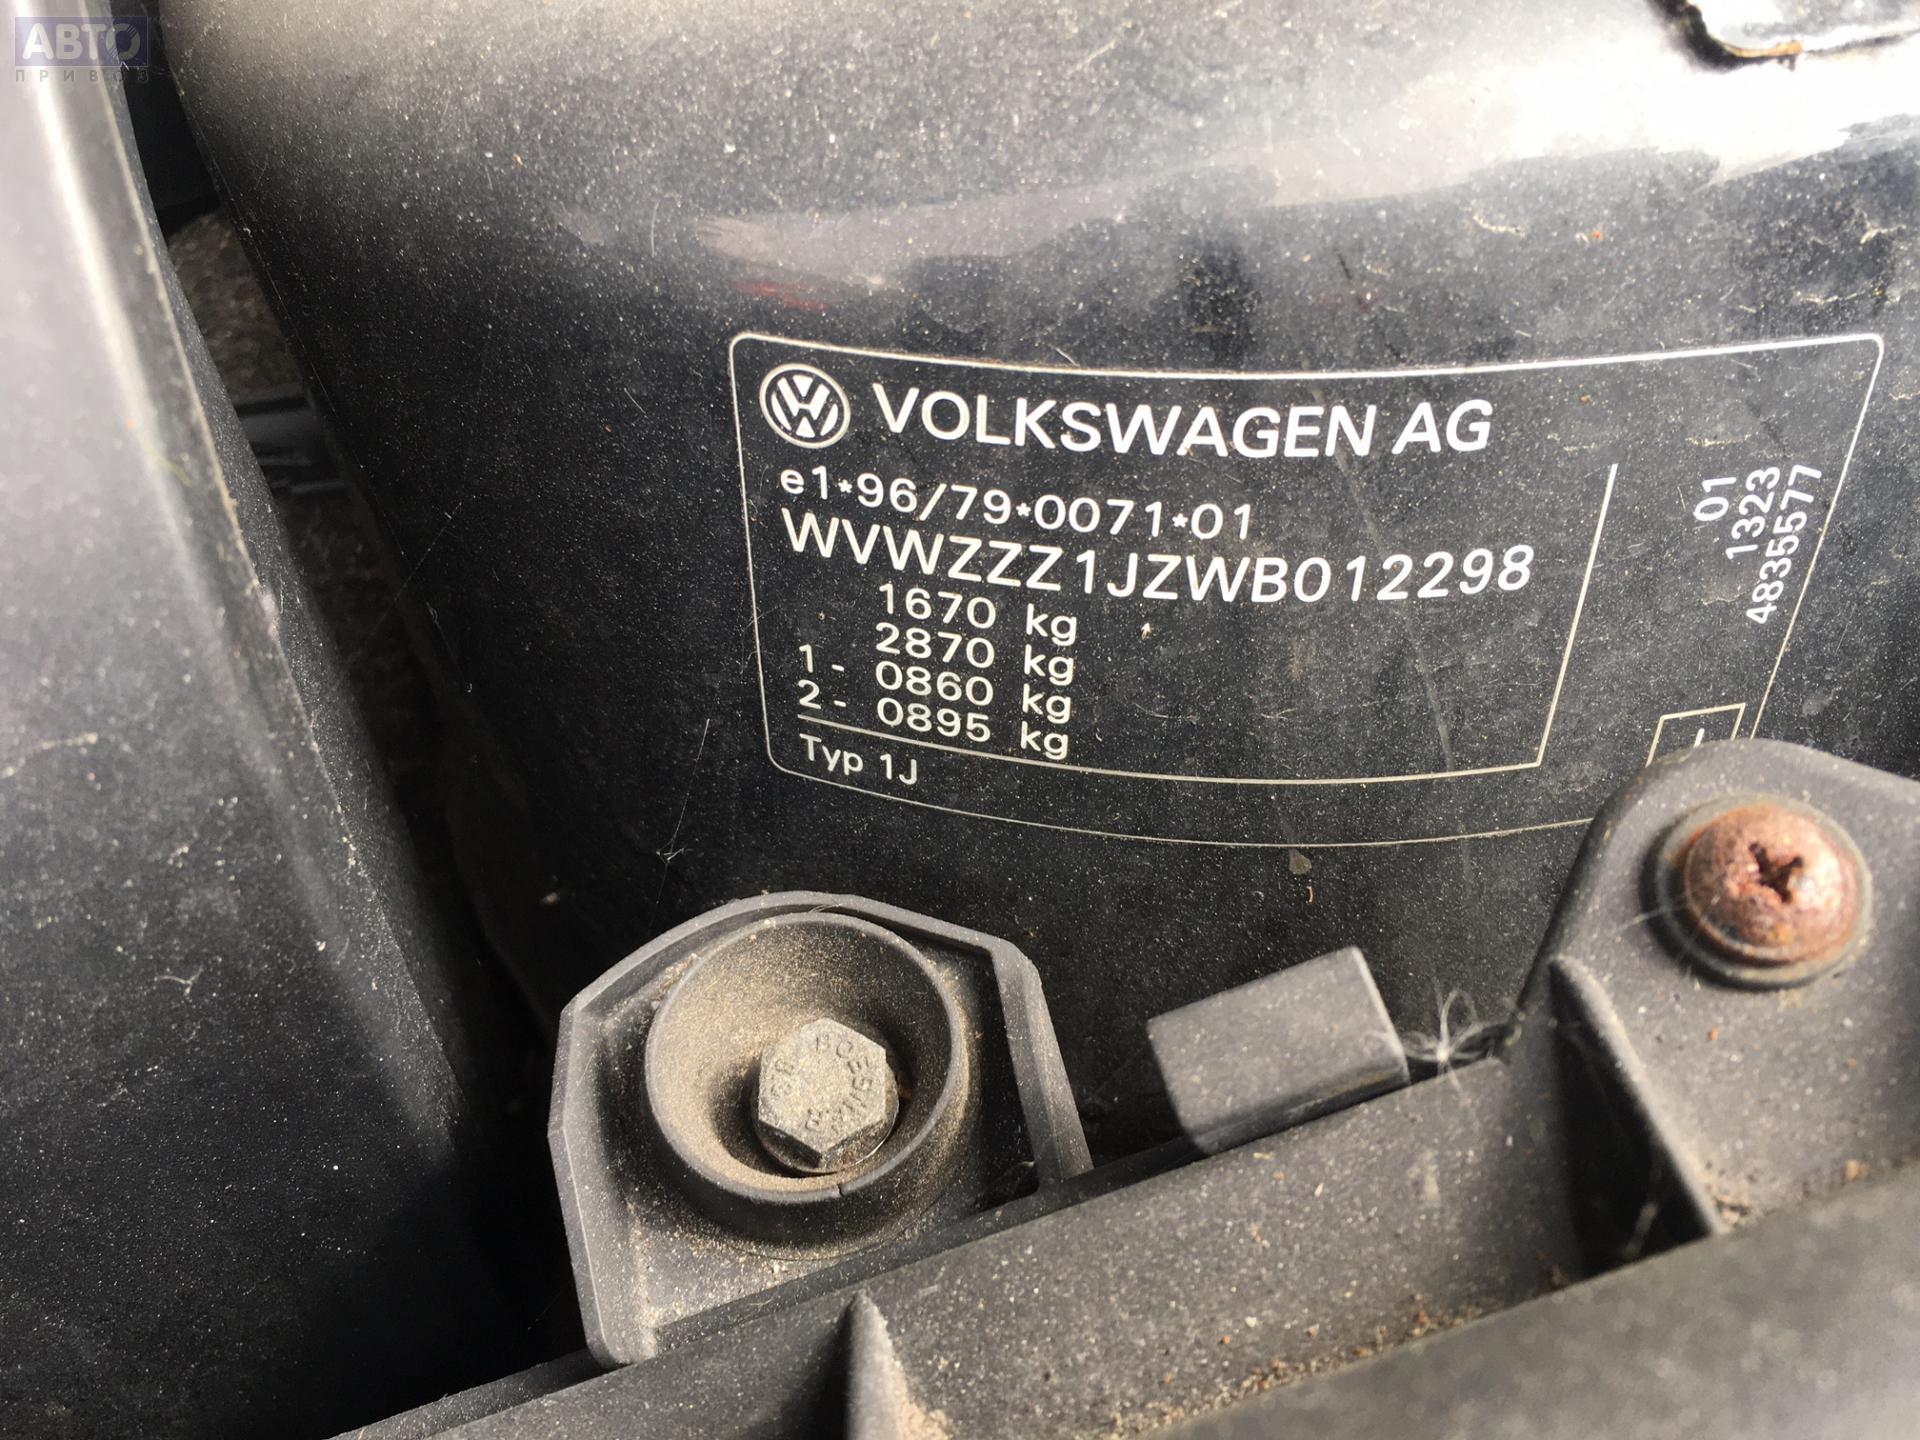 АВТО
ПРИВОЗ
VOLKSWAGEN AG
e1*96/79*0071*01
WVWZZZ1JZWB012298
1670 kg
2870 kg
1- 0860 kg
2- 0895 kg
Typ 1J
01
1323
4835577